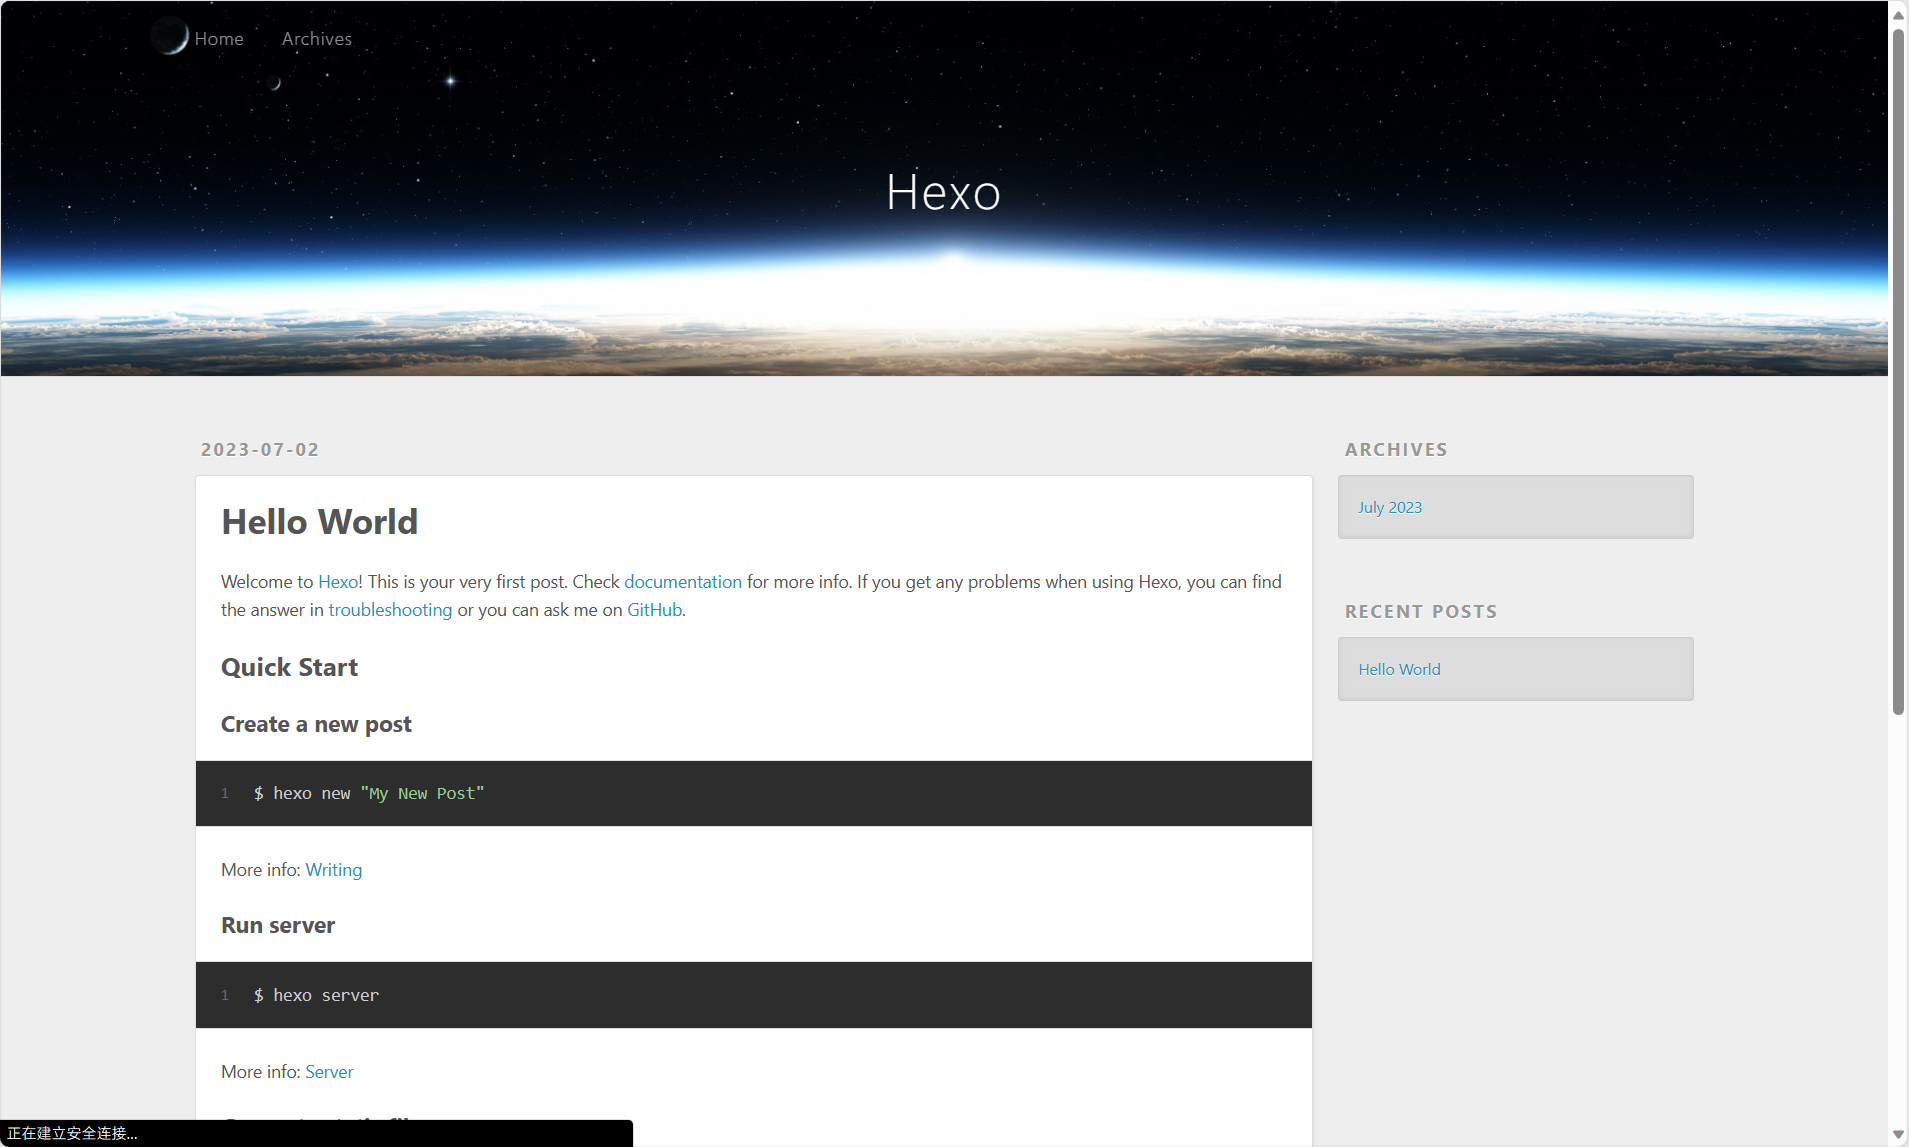 Home
Archives
Hexo
2023-07-02
Hello World
Welcome to Hexo! This is your very first post. Check documentation for more info. If you get any problems when using Hexo, you can find
the answer in troubleshooting or you can ask me on GitHub.
Quick Start
Create a new post
1 $ hexo new "My New Post"
More info: Writing
Run server
1 $ hexo server
More info: Server
ARCHIVES
July 2023
RECENT POSTS
Hello World
正在建立安全连接...